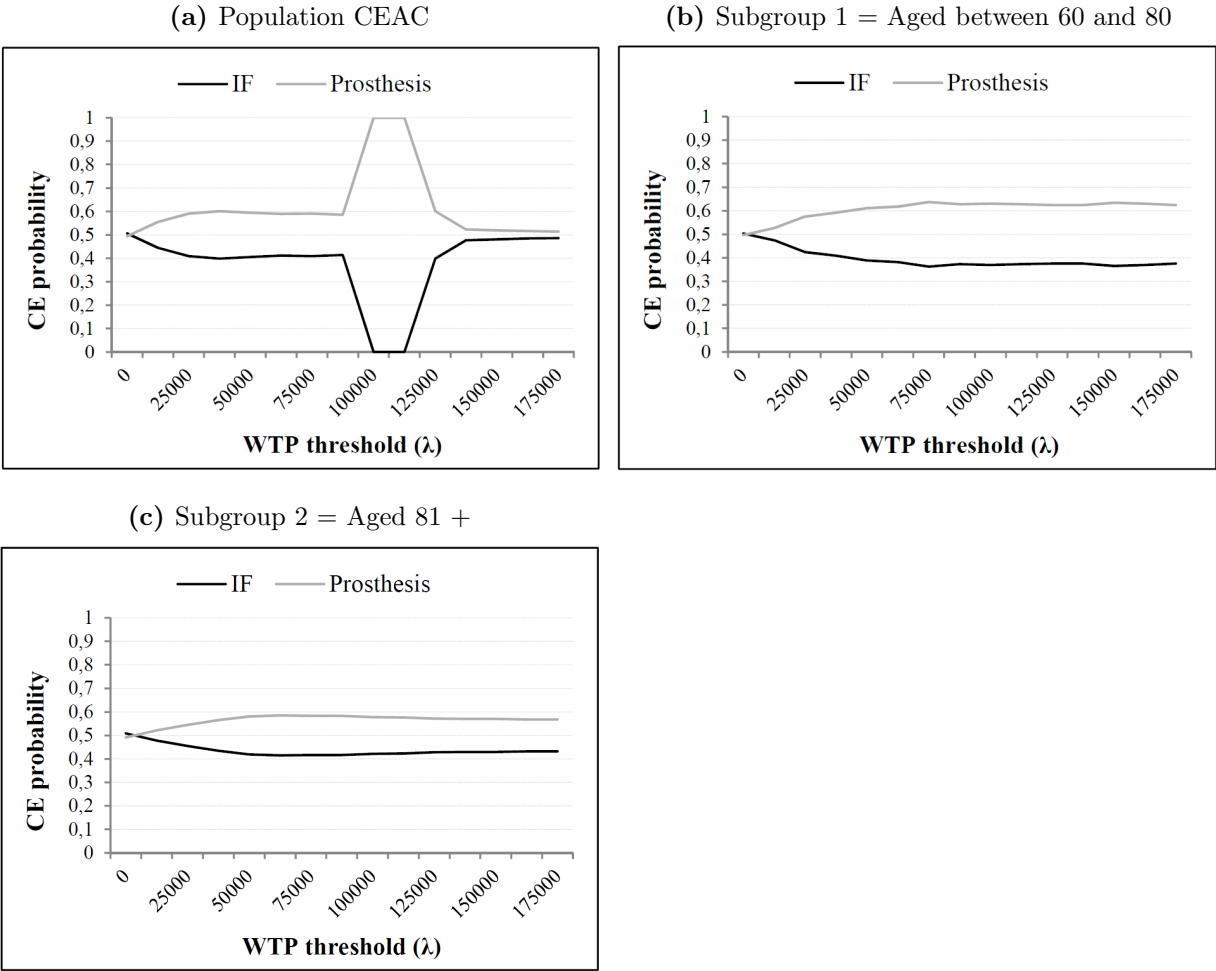 (a) Population CEAC
IF Prosthesis
1
0,9
0,8
0,7
0,6
0,5
0,4
0,3
0,2
0,1
0
CE probability
0 25000 50000 75000 100000 125000 150000 175000
WTP threshold (λ)
(b) Subgroup 1 = Aged between 60 and 80
IF Prosthesis
1
0,9
0,8
0,7
0,6
0,5
0,4
0,3
0,2
0,1
0
CE probability
0 25000 50000 75000 100000 125000 150000 175000
WTP threshold (λ)
(c) Subgroup 2 = Aged 81 +
IF Prosthesis
1
0,9
0,8
0,7
0,6
0,5
0,4
0,3
0,2
0,1
0
CE probability
0 25000 50000 75000 100000 125000 150000 175000
WTP threshold (λ)